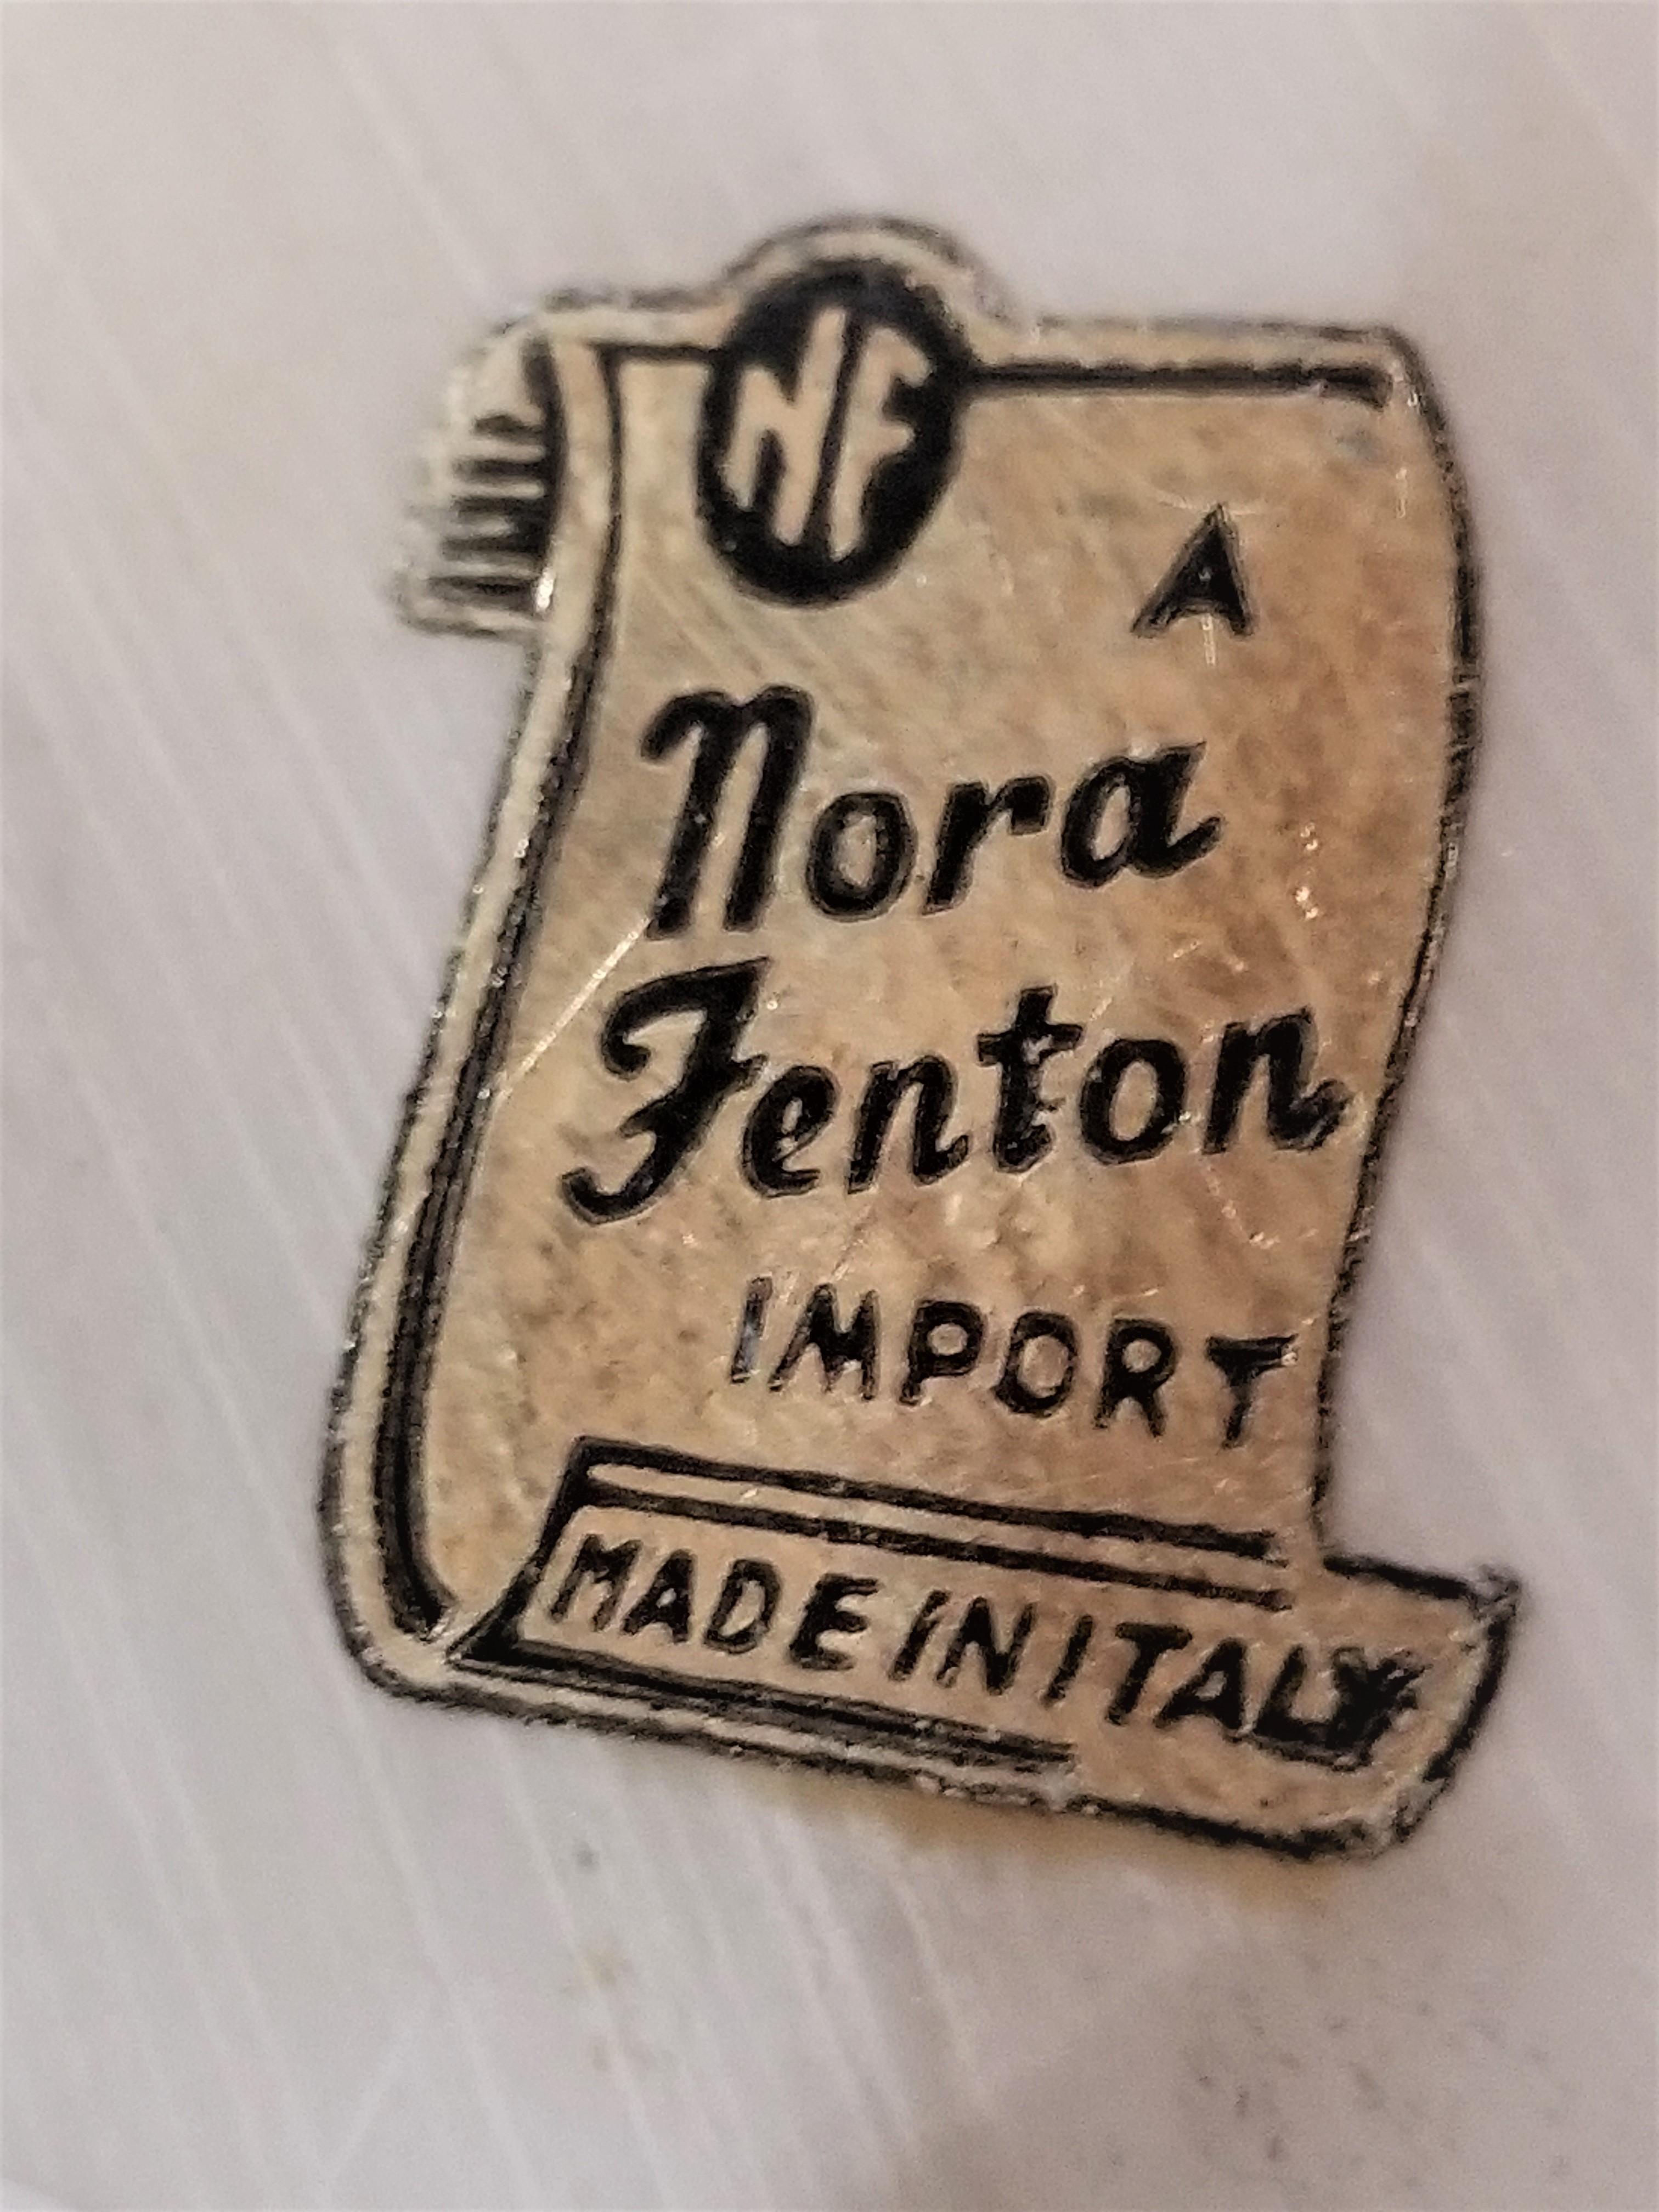 NF
A
Nora
Fenton
IMPORT
MADE IN ITALY